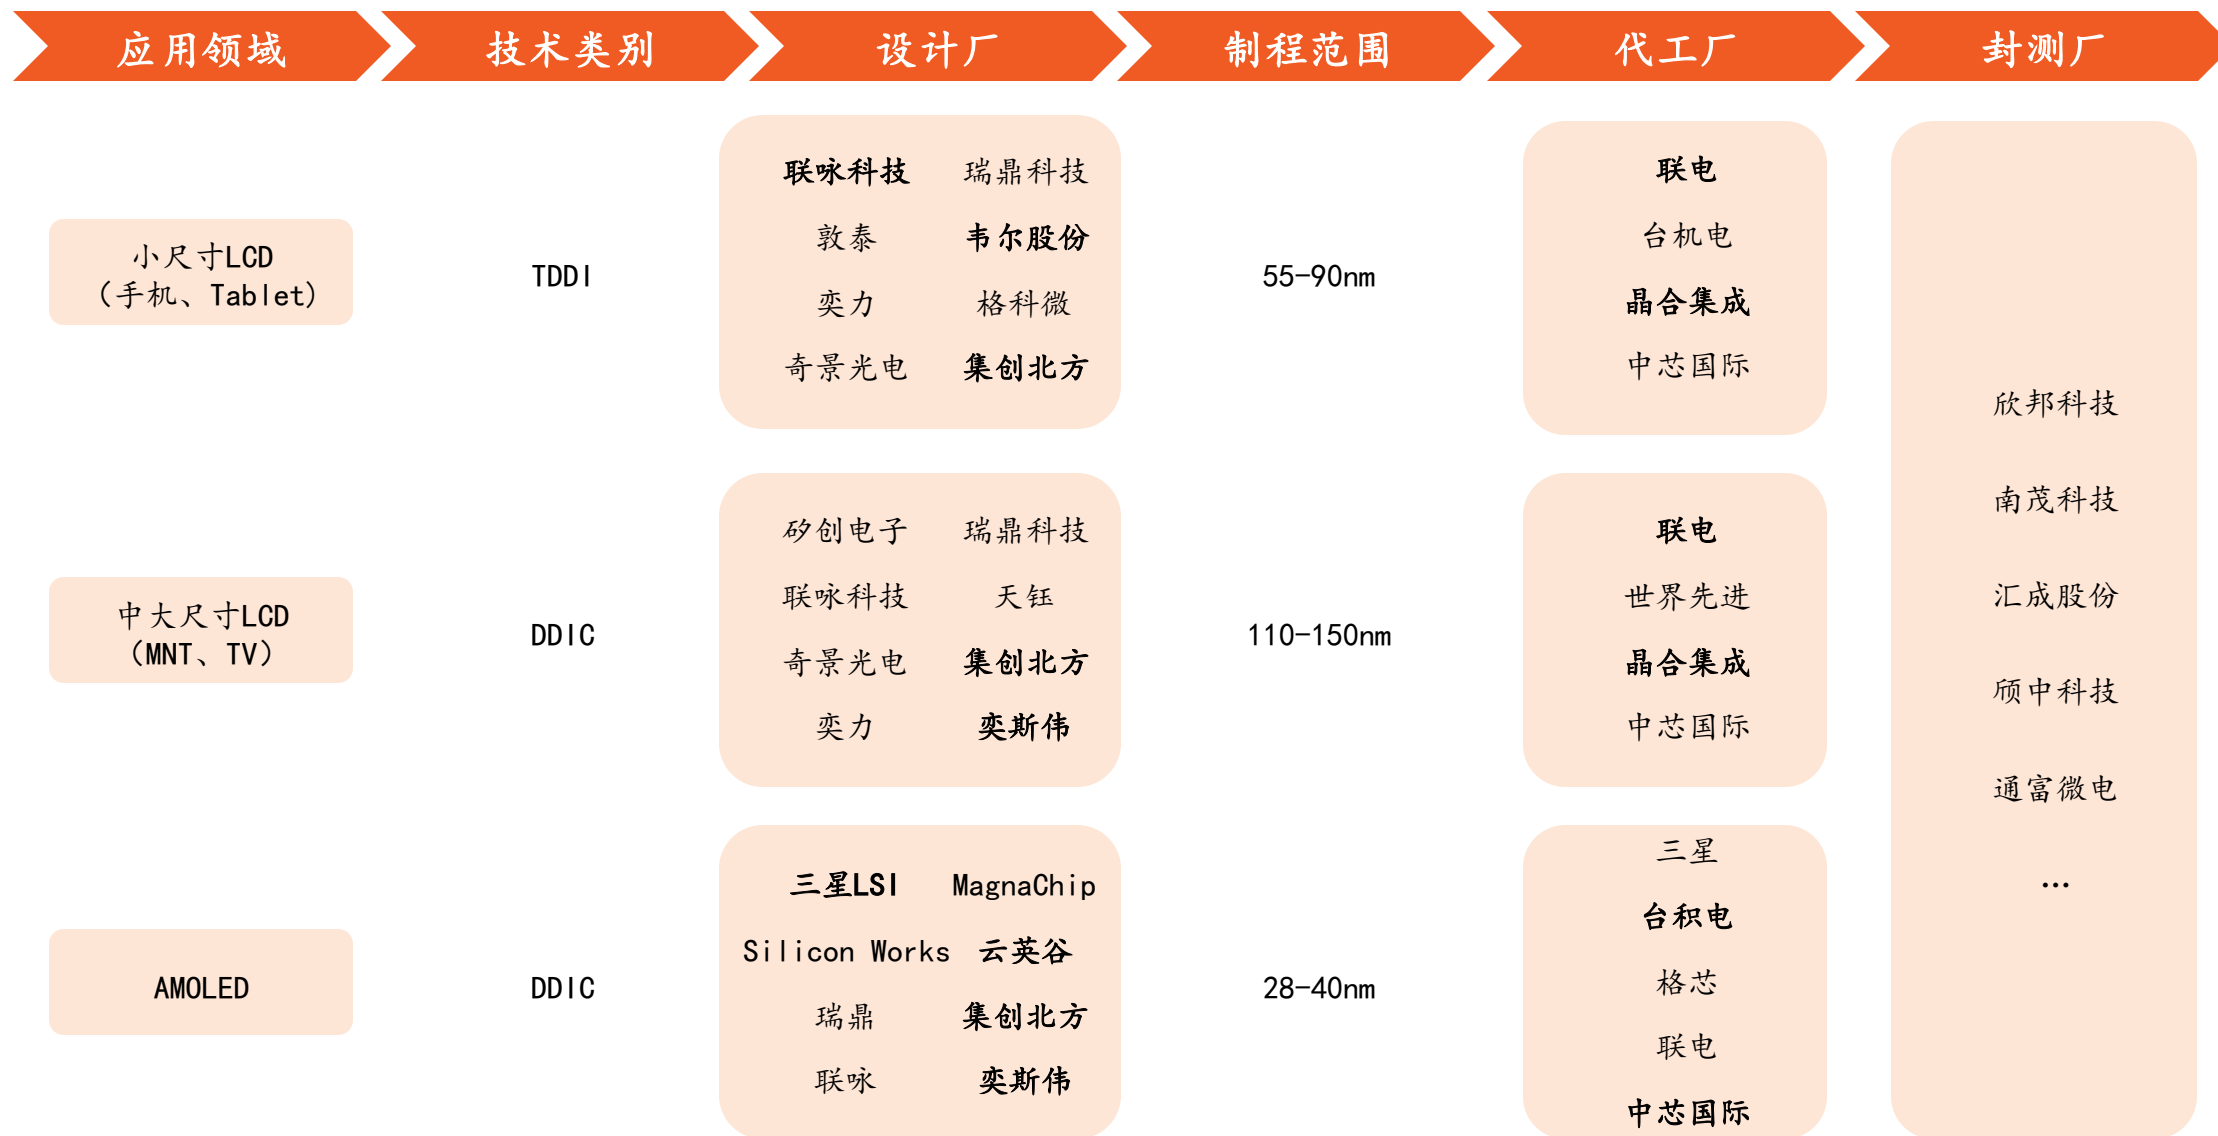 应用领域
技术类别
设计厂
制程范围
代工厂
封测厂
小尺寸LCD
（手机、Tablet）
TDDI
联咏科技 瑞鼎科技
敦泰 韦尔股份
奕力 格科微
奇景光电 集创北方
55-90nm
联电
台机电
晶合集成
中芯国际
中大尺寸LCD
（MNT、TV）
DDIC
矽创电子 瑞鼎科技
联咏科技 天钰
奇景光电 集创北方
奕力 奕斯伟
110-150nm
联电
世界先进
晶合集成
中芯国际
AMOLED
DDIC
三星LSI MagnaChip
Silicon Works 云英谷
瑞鼎 集创北方
联咏 奕斯伟
28-40nm
三星
台积电
格芯
联电
中芯国际
欣邦科技
南茂科技
汇成股份
颀中科技
通富微电
…